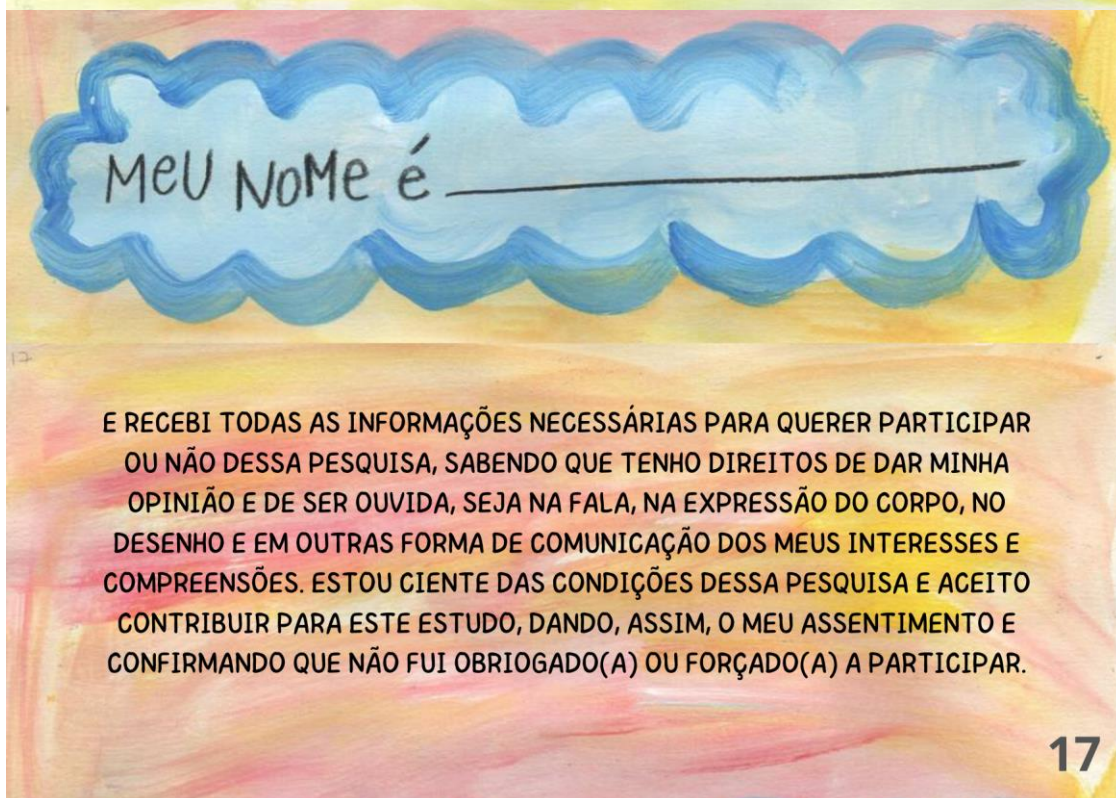 MeU NoMe é
17
E RECEBI TODAS AS INFORMAÇÕES NECESSÁRIAS PARA QUERER PARTICIPAR
OU NÃO DESSA PESQUISA, SABENDO QUE TENHO DIREITOS DE DAR MINHA
OPINIÃO E DE SER OUVIDA, SEJA NA FALA, NA EXPRESSÃO DO CORPO, NO
DESENHO E EM OUTRAS FORMA DE COMUNICAÇÃO DOS MEUS INTERESSES E
COMPREENSÕES. ESTOU CIENTE DAS CONDIÇÕES DESSA PESQUISA E ACEITO
CONTRIBUIR PARA ESTE ESTUDO, DANDO, ASSIM, O MEU ASSENTIMENTO E
CONFIRMANDO QUE NÃO FUI OBRIOGADO(A) OU FORÇADO(A) A PARTICIPAR.
17